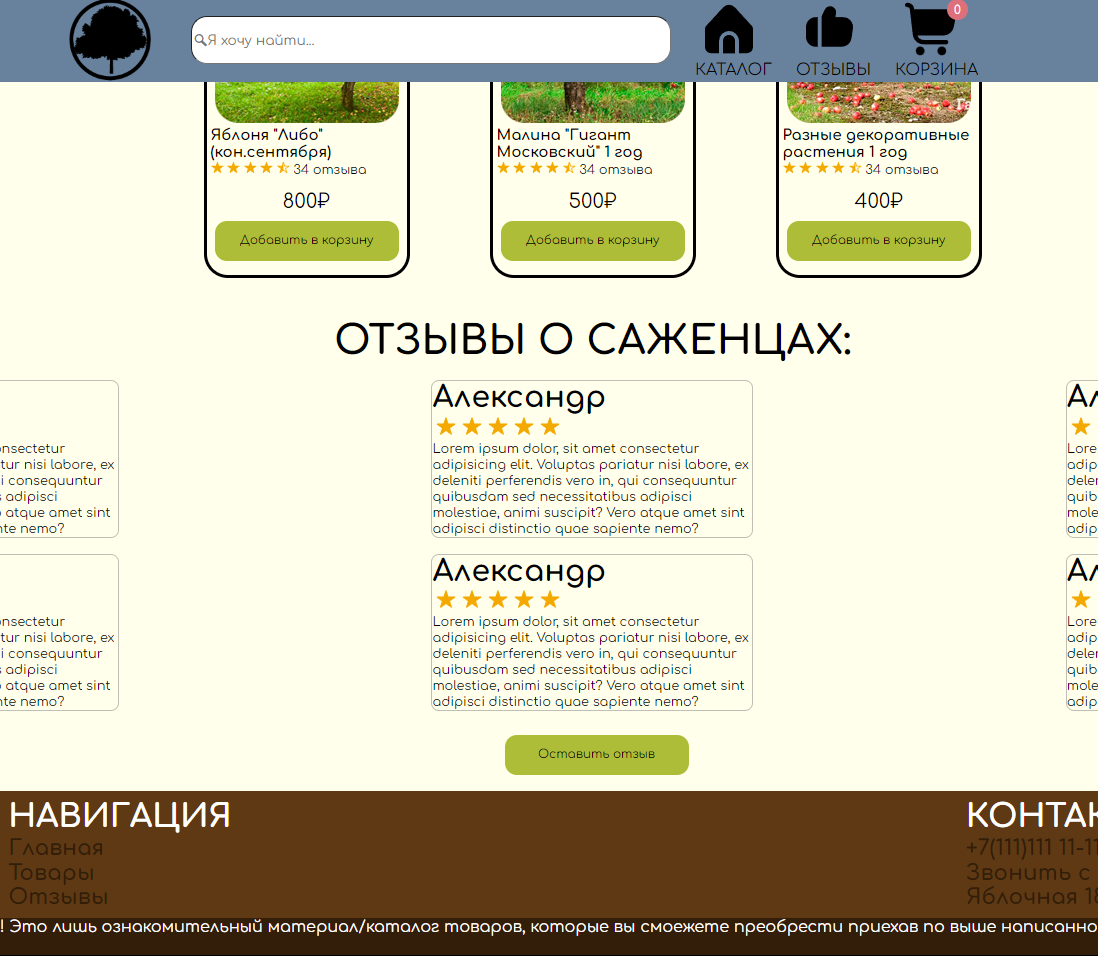 Я хочу найти...
0
КАТАЛОГ ОТЗЫВЫ КОРЗИНА
Яблоня "Либо"
(кон.сентября)
34 отзыва
800₽
Добавить в корзину
Малина "Гигант
Московский" 1 год
34 отзыва
500₽
Добавить в корзину
Разные декоративные
растения 1 год
34 отзыва
400₽
Добавить в корзину
ОТЗЫВЫ О САЖЕНЦАХ:
onsectetur
tur nisi labore, ex
i consequuntur
s adipisci
o atque amet sint
nte nemo?
Александр
Lorem ipsum dolor, sit amet consectetur
adipisicing elit. Voluptas pariatur nisi labore, ex
deleniti perferendis vero in, qui consequuntur
quibusdam sed necessitatibus adipisci
molestiae, animi suscipit? Vero atque amet sint
adipisci distinctio quae sapiente nemo?
Ал
Lore
adip
delen
quib
mole
adip
onsectetur
tur nisi labore, ex
i consequuntur
s adipisci
o atque amet sint
nte nemo?
Александр
Lorem ipsum dolor, sit amet consectetur
adipisicing elit. Voluptas pariatur nisi labore, ex
deleniti perferendis vero in, qui consequuntur
quibusdam sed necessitatibus adipisci
molestiae, animi suscipit? Vero atque amet sint
adipisci distinctio quae sapiente nemo?
Ал
Lore
adip
delen
quib
mole
adip
Оставить отзыв
НАВИГАЦИЯ
Главная
Товары
Отзывы
КОНТАК
+7(111)111 11-11
Звонить с
Яблочная 18
! Это лишь ознакомительный материал/каталог товаров, которые вы смоежете преобрести приехав по выше написанно